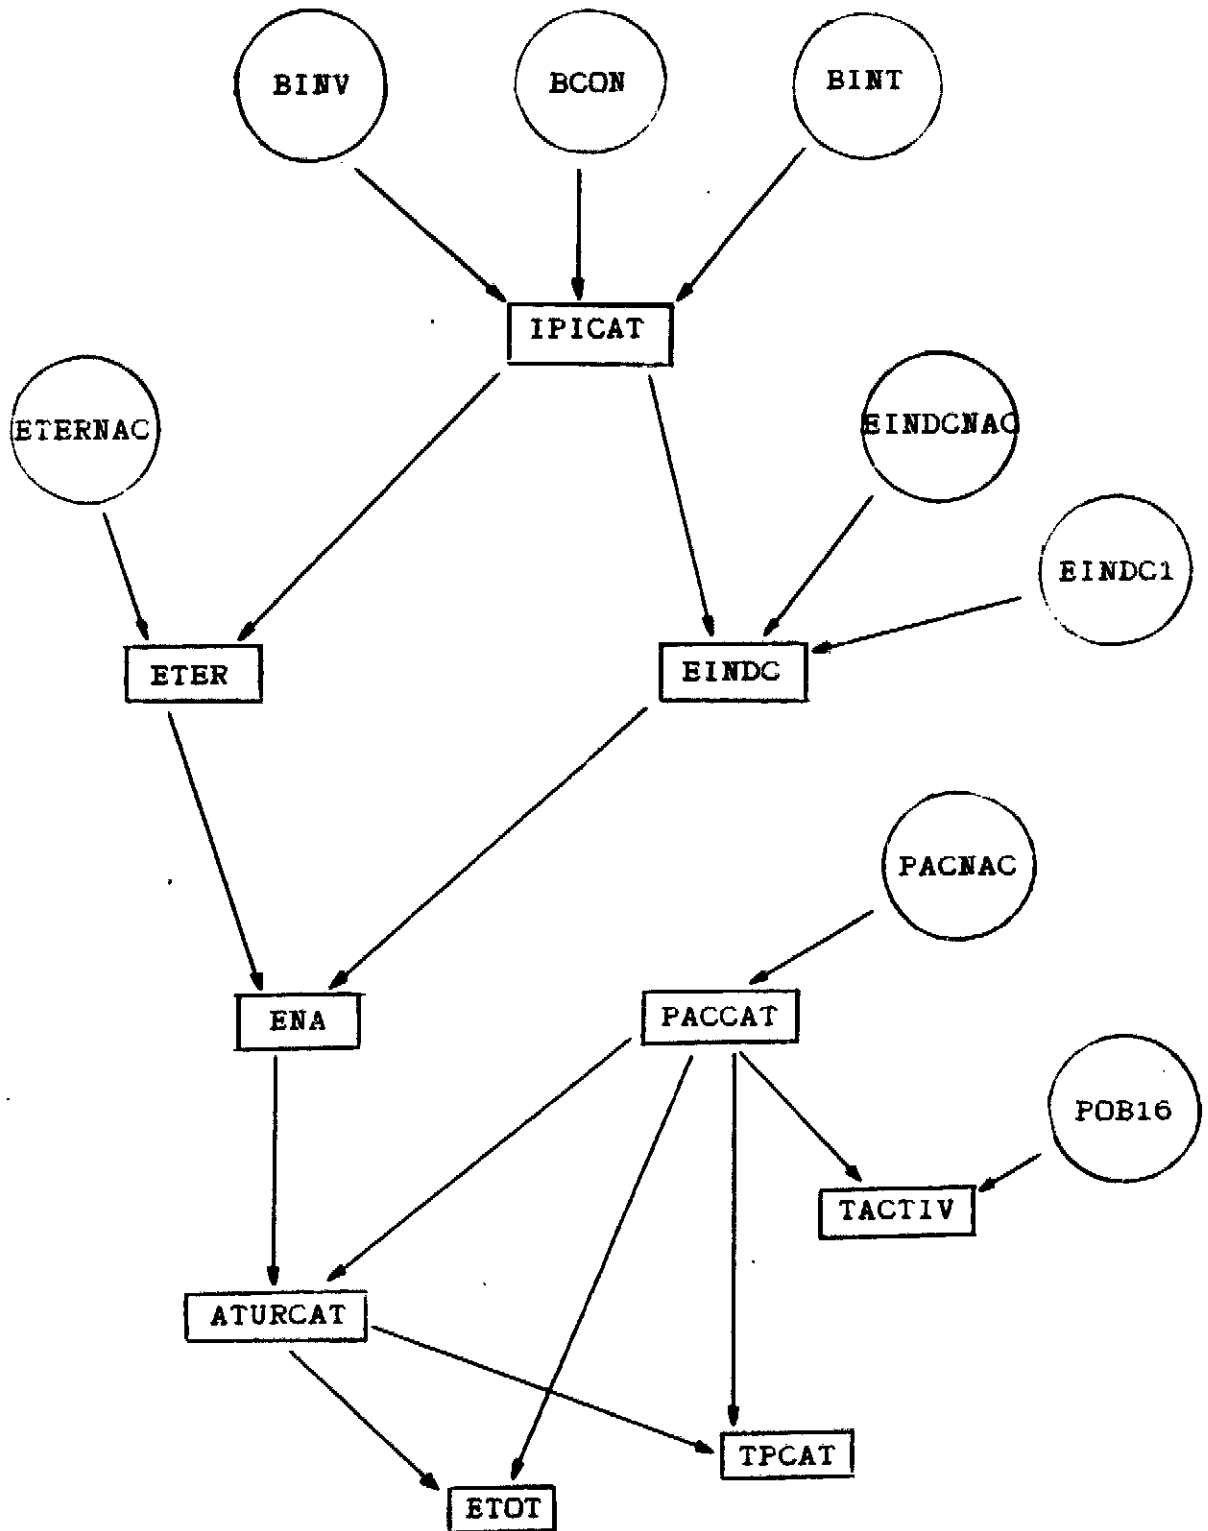 BINV
BCON
BINT
IPICAT
ETERNAC
EINDCNAC
EINDC1
ETER
EINDC
PACNAC
ENA
PACCAT
POB16
TACTIV
ATURCAT
TPCAT
ETOT